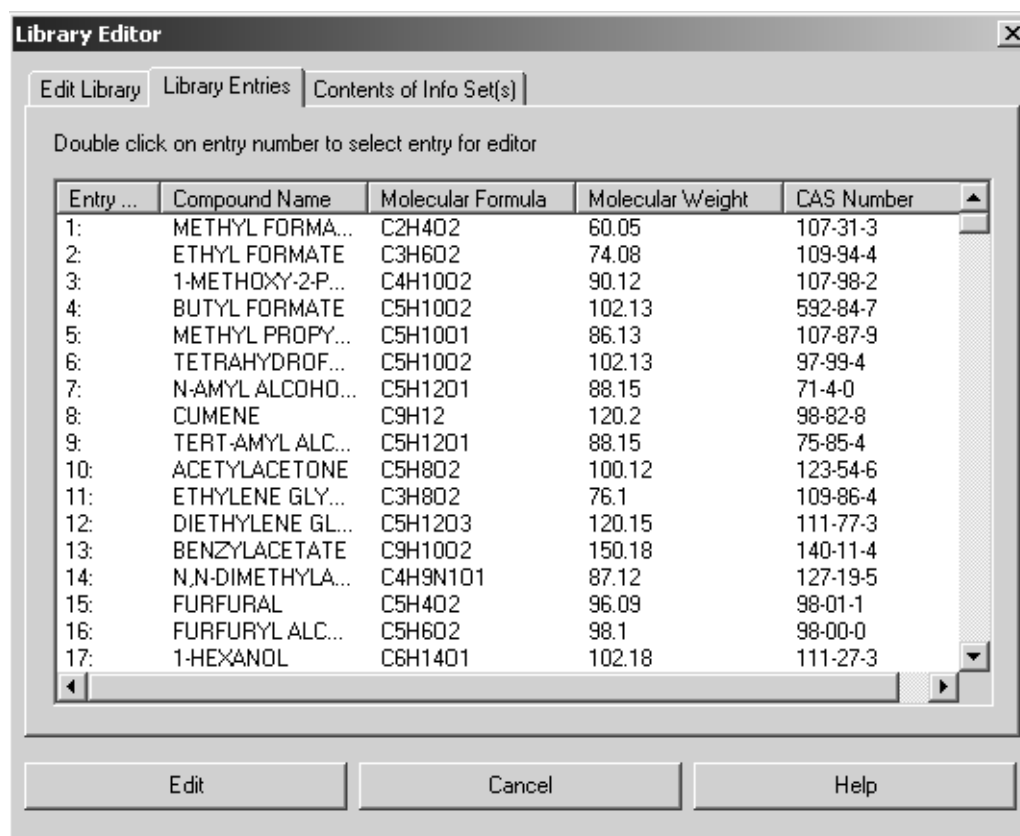 Library Editor
Edit Library Library Entries Contents of Info Set(s)
Double click on entry number to select entry for editor
Entry ... Compound Name Molecular Formula Molecular Weight CAS Number
1: METHYL FORMA... C2H4O2 60.05 107-31-3
2: ETHYL FORMATE C3H6O2 74.08 109-94-4
3: 1-METHOXY-2-P... C4H10O2 90.12 107-98-2
4: BUTYL FORMATE C5H10O2 102.13 592-84-7
5: METHYL PROPY... C5H10O1 86.13 107-87-9
6: TETRAHYDROF... C5H10O2 102.13 97-99-4
7: N-AMYL ALCOHO... C5H12O1 88.15 71-4-0
8: CUMENE C9H12 120.2 98-82-8
9: TERT-AMYL ALC... C5H12O1 88.15 75-85-4
10: ACETYLACETONE C5H8O2 100.12 123-54-6
11: ETHYLENE GLY... C3H8O2 76.1 109-86-4
12: DIETHYLENE GL... C5H12O3 120.15 111-77-3
13: BENZYLACETATE C9H10O2 150.18 140-11-4
14: N,N-DIMETHYLA... C4H9N1O1 87.12 127-19-5
15: FURFURAL C5H4O2 96.09 98-01-1
16: FURFURYL ALC... C5H6O2 98.1 98-00-0
17: 1-HEXANOL C6H14O1 102.18 111-27-3
Edit Cancel Help